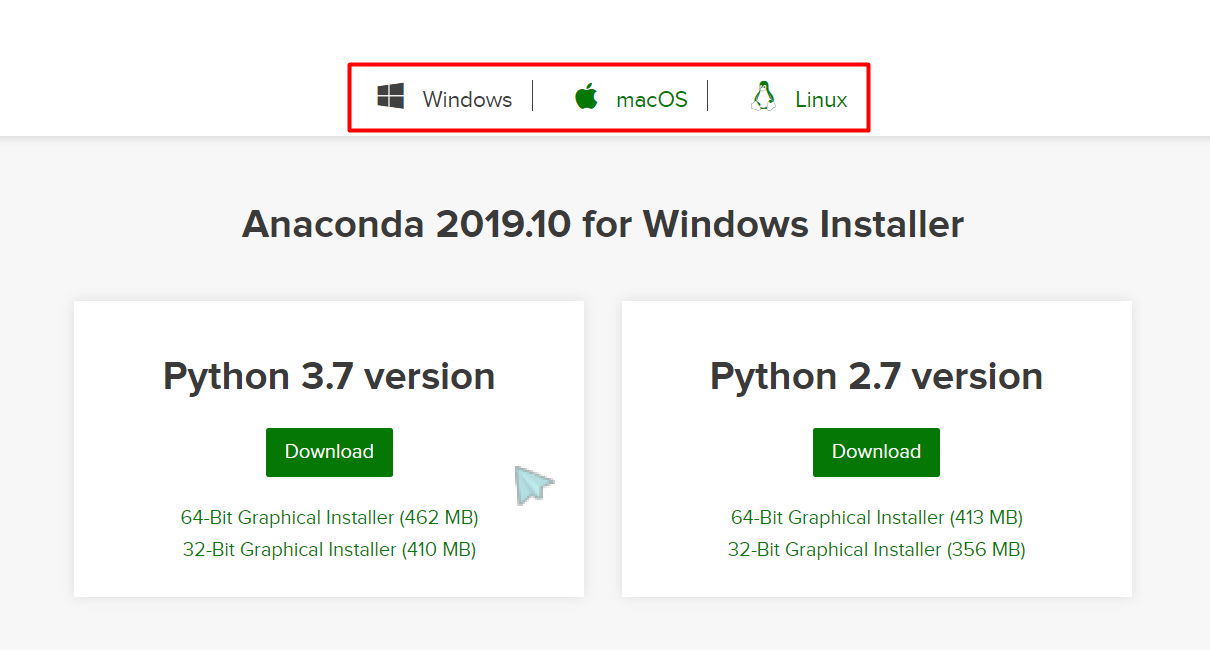 Windows macOS Linux
Anaconda 2019.10 for Windows Installer
Python 3.7 version
Download
64-Bit Graphical Installer (462 MB)
32-Bit Graphical Installer (410 MB)
Python 2.7 version
Download
64-Bit Graphical Installer (413 MB)
32-Bit Graphical Installer (356 MB)